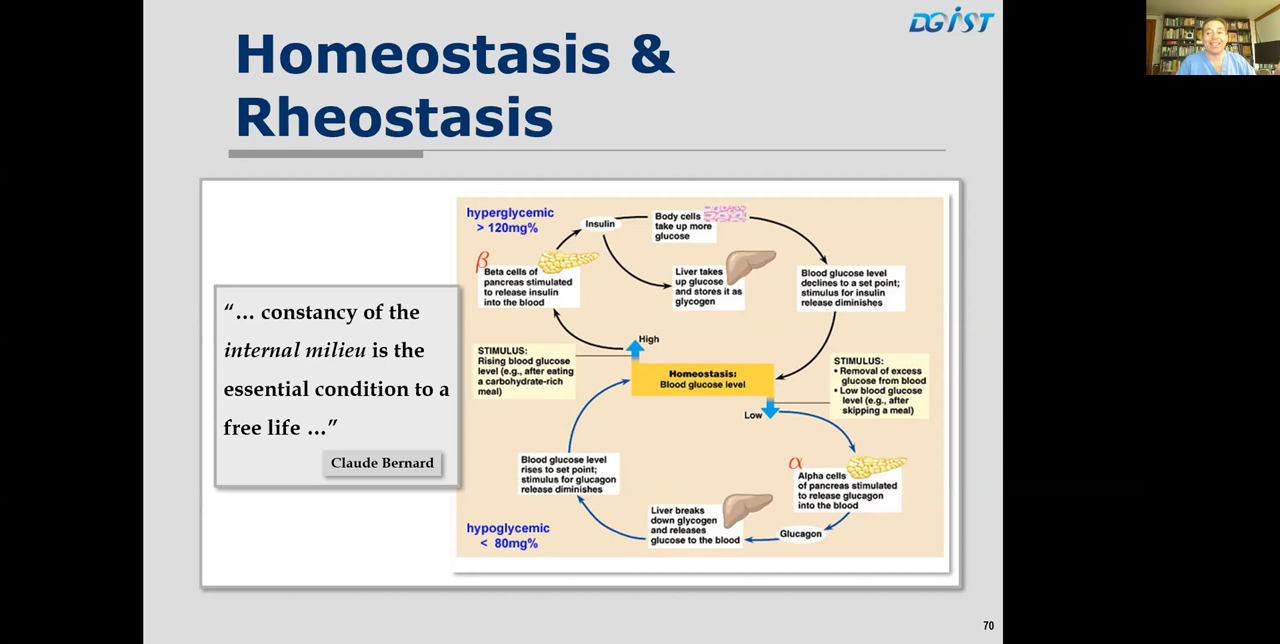 DGIST
Homeostasis &
Rheostasis
“… constancy of the
internal milieu is the
essential condition to a
free life …”
Claude Bernard
hyperglycemic
> 120mg%
Insulin
Body cells
take up more
glucose
β
Beta cells of
pancreas stimulated
to release insulin
into the blood
Liver takes
up glucose
and stores it as
glycogen
Blood glucose level
declines to a set point;
stimulus for insulin
release diminishes
High
STIMULUS:
Rising blood glucose
level (e.g., after eating
a carbohydrate-rich
meal)
Homeostasis:
Blood glucose level
STIMULUS:
• Removal of excess
glucose from blood
• Low blood glucose
level (e.g., after
skipping a meal)
Low
Blood glucose level
rises to set point;
stimulus for glucagon
release diminishes
α
Alpha cells
of pancreas stimulated
to release glucagon
into the blood
Liver breaks
down glycogen
and releases
glucose to the blood
Glucagon
hypoglycemic
< 80mg%
70